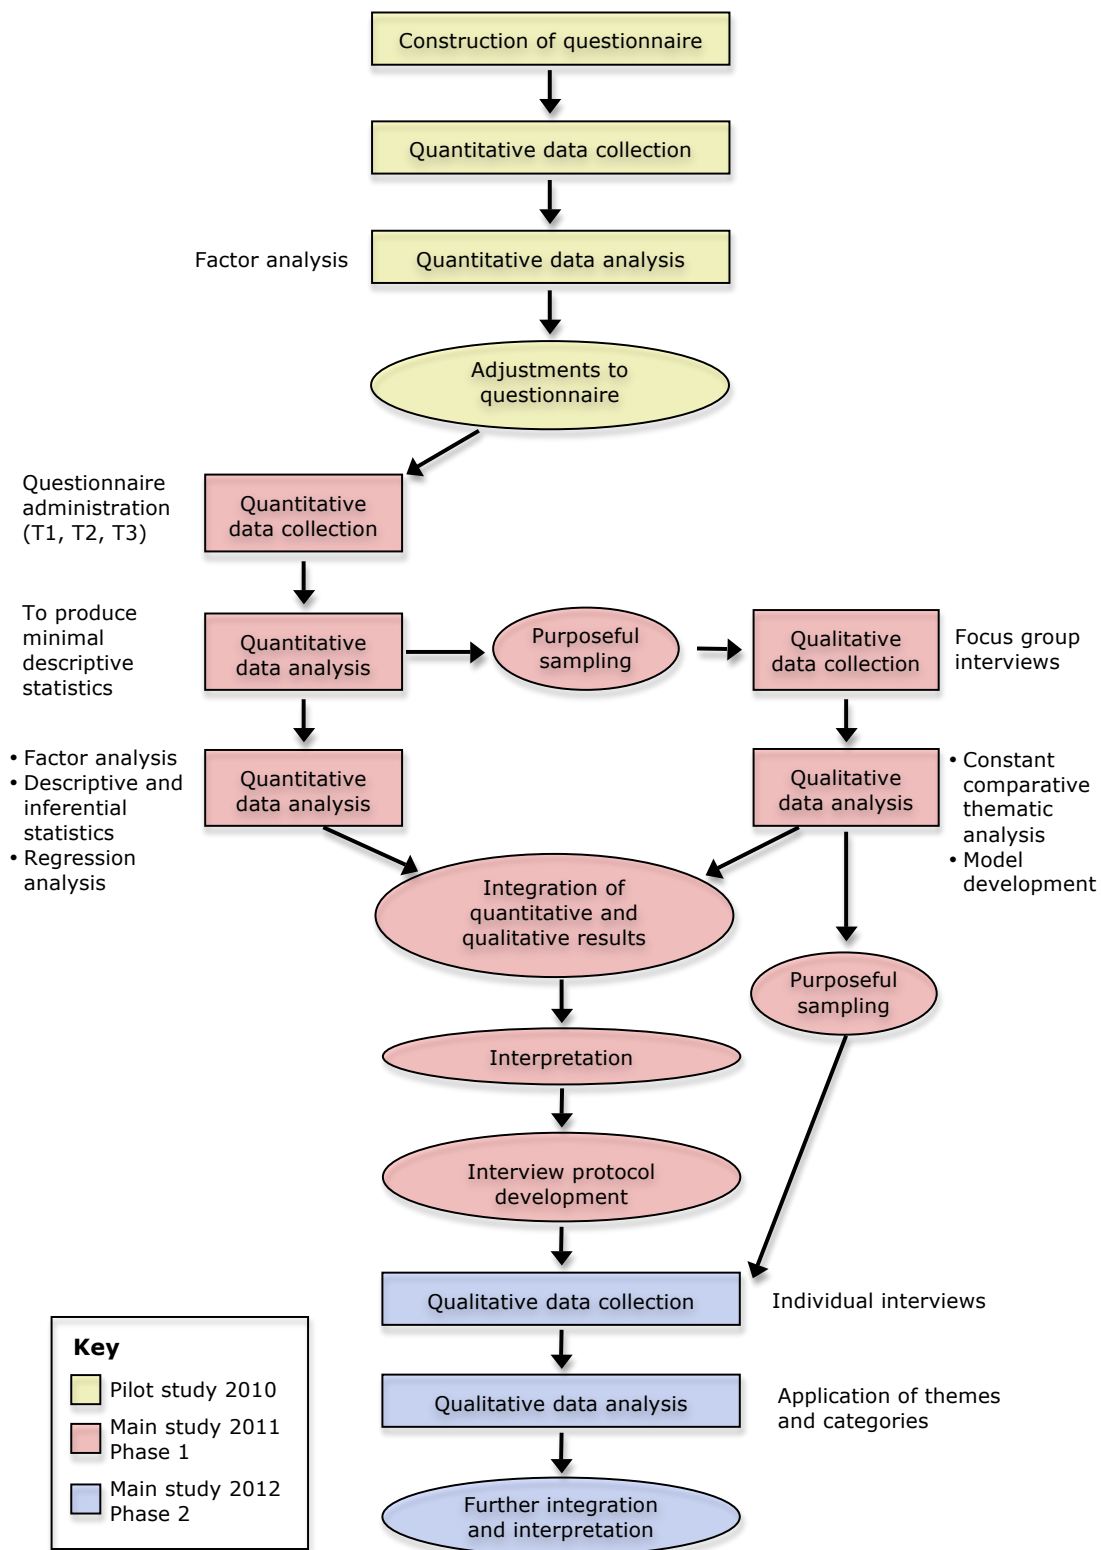 Construction of questionnaire
Quantitative data collection
Factor analysis
Quantitative data analysis
Adjustments to
questionnaire
Questionnaire
administration
(T1, T2, T3)
Quantitative
data collection
To produce
minimal
descriptive
statistics
Quantitative
data analysis
Purposeful
sampling
Qualitative
data collection
Focus group
interviews
• Factor analysis
• Descriptive and
inferential
statistics
• Regression
analysis
Quantitative
data analysis
Qualitative
data analysis
• Constant
comparative
thematic
analysis
• Model
development
Integration of
quantitative and
qualitative results
Purposeful
sampling
Interpretation
Interview protocol
development
Qualitative data collection
Individual interviews
Qualitative data analysis
Application of themes
and categories
Further integration
and interpretation
Key
Pilot study 2010
Main study 2011
Phase 1
Main study 2012
Phase 2